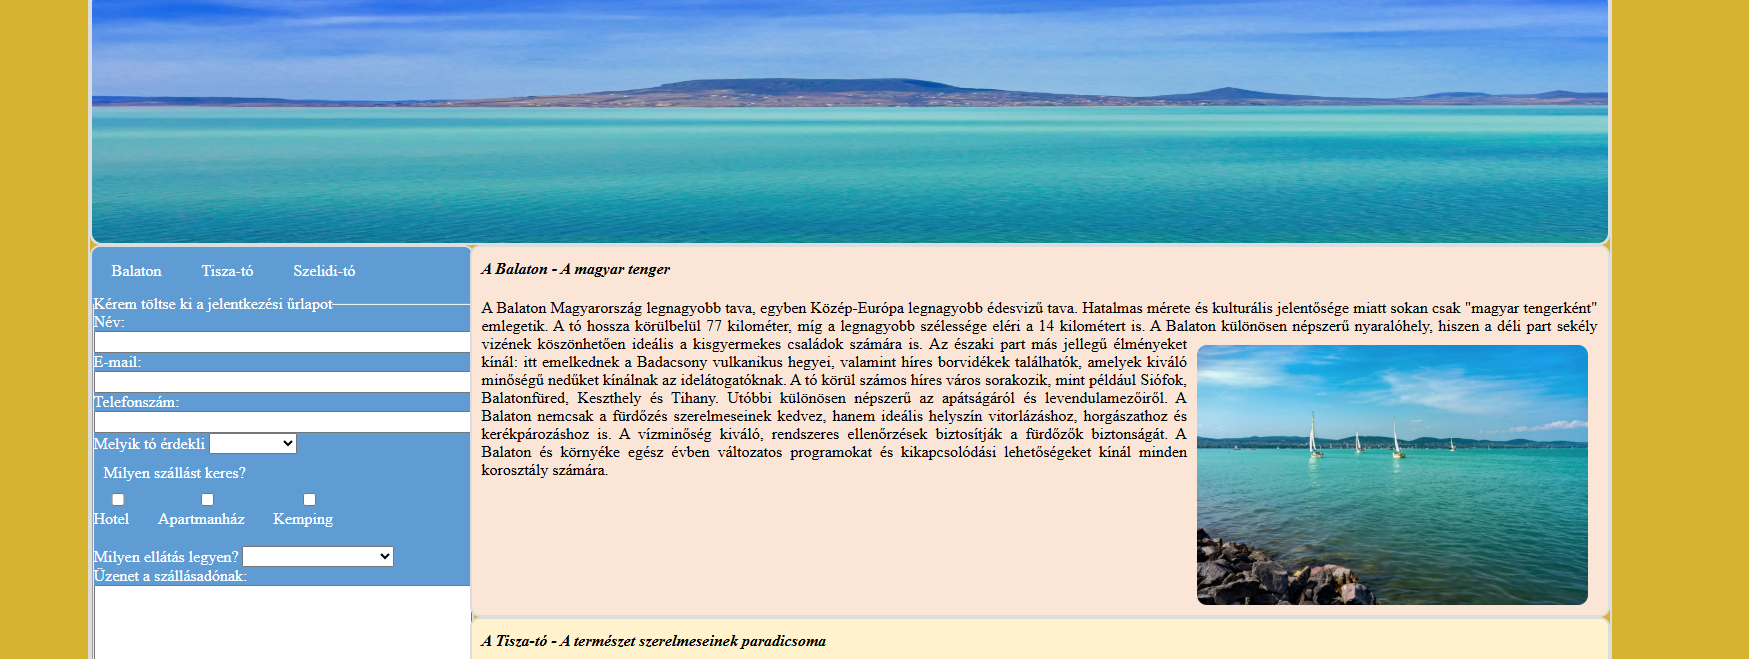 Balaton Tisza-tó Szelidi-tó
Kérem töltse ki a jelentkezési űrlapot
Név:
E-mail:
Telefonszám:
Melyik tó érdekli
Milyen szállást keres?
Hotel Apartmanház Kemping
Milyen ellátás legyen?
Üzenet a szállásadónak:
A Balaton - A magyar tenger
A Balaton Magyarország legnagyobb tava, egyben Közép-Európa legnagyobb édesvizű tava. Hatalmas mérete és kulturális jelentősége miatt sokan csak "magyar tengerként"
emlegetik. A tó hossza körülbelül 77 kilométer, míg a legnagyobb szélessége eléri a 14 kilométert is. A Balaton különösen népszerű nyaralóhely, hiszen a déli part sekély
vizének köszönhetően ideális a kisgyermekes családok számára is. Az északi part más jellegű élményeket
kínál: itt emelkednek a Badacsony vulkanikus hegyei, valamint híres borvidékek találhatók, amelyek kiváló
minőségű nedűket kínálnak az idelátogatóknak. A tó körül számos híres város sorakozik, mint például Siófok,
Balatonfüred, Keszthely és Tihany. Utóbbi különösen népszerű az apátságáról és levendulamezőiről. A
Balaton nemcsak a fürdőzés szerelmeseinek kedvez, hanem ideális helyszín vitorlázáshoz, horgászathoz és
kerékpározáshoz is. A vízminőség kiváló, rendszeres ellenőrzések biztosítják a fürdőzők biztonságát. A
Balaton és környéke egész évben változatos programokat és kikapcsolódási lehetőségeket kínál minden
korosztály számára.
A Tisza-tó - A természet szerelmeseinek paradicsoma